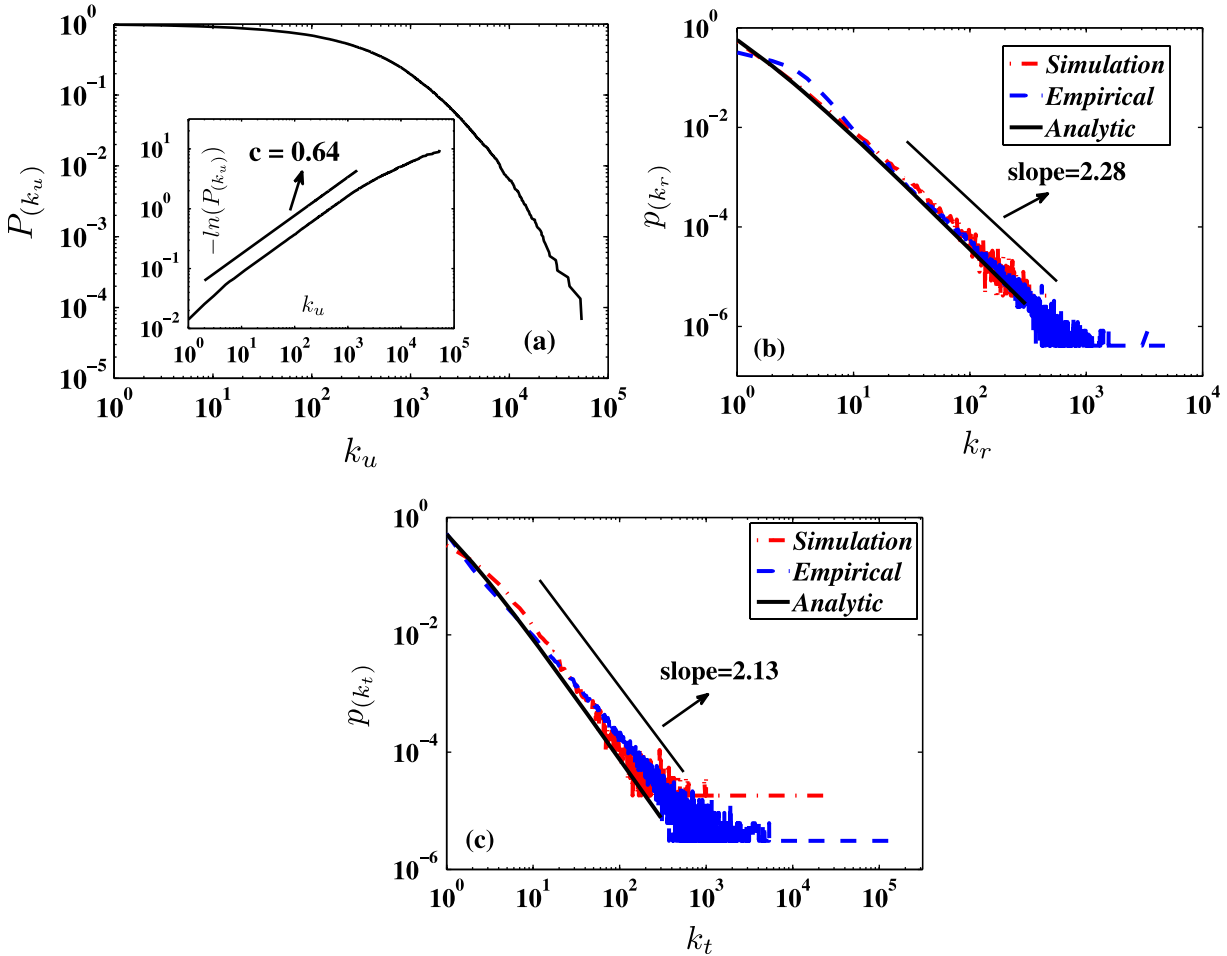 10^0
10^-1
10^-2
10^-3
10^-4
10^-5
P_(k_u)
10^0 10^1 10^2 10^3 10^4 10^5
k_u
(a)
10^1
10^0
10^-1
10^-2
-ln(P_(k_u))
c = 0.64
k_u
10^0 10^1 10^2 10^3 10^4 10^5
10^0
10^-2
10^-4
10^-6
p_(k_r)
Simulation
Empirical
Analytic
slope=2.28
(b)
10^0 10^1 10^2 10^3 10^4
k_r
10^0
10^-2
10^-4
10^-6
p_(k_t)
Simulation
Empirical
Analytic
slope=2.13
(c)
10^0 10^1 10^2 10^3 10^4 10^5
k_t